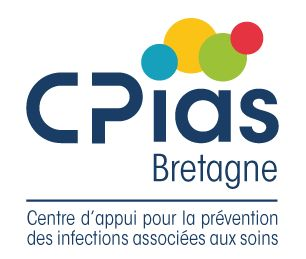 CPias
Bretagne
Centre d'appui pour la prévention
des infections associées aux soins